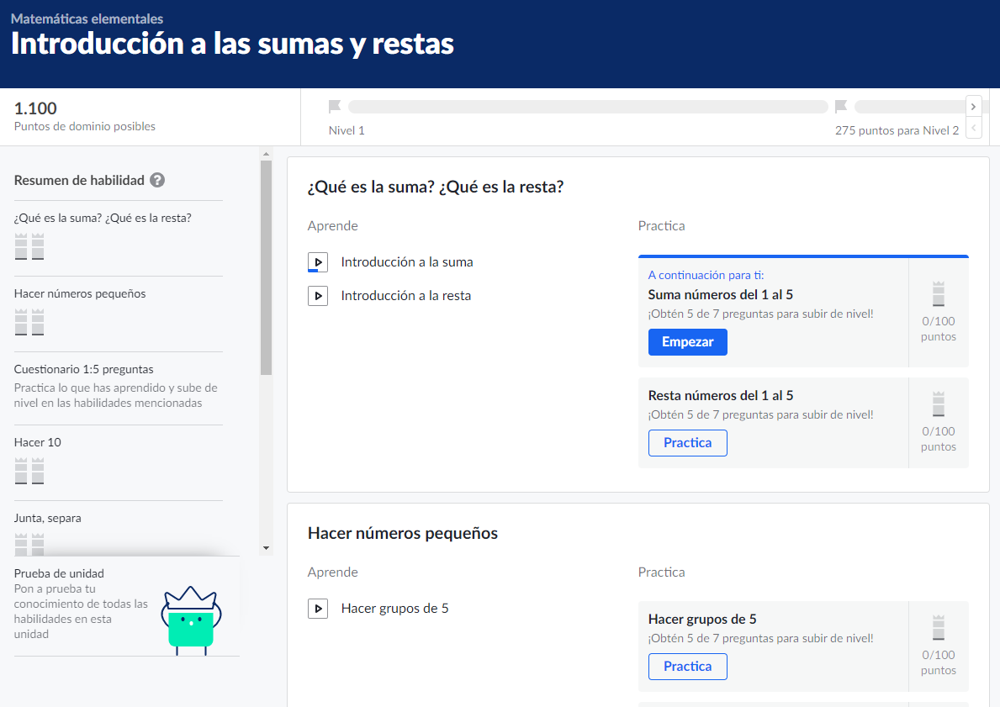 Matemáticas elementales
Introducción a las sumas y restas
1.100
Puntos de dominio posibles
Nivel 1
275 puntos para Nivel 2
Resumen de habilidad ?
¿Qué es la suma? ¿Qué es la resta?
Hacer números pequeños
Cuestionario 1:5 preguntas
Practica lo que has aprendido y sube de
nivel en las habilidades mencionadas
Hacer 10
Junta, separa
Prueba de unidad
Pon a prueba tu
conocimiento de todas las
habilidades en esta
unidad
¿Qué es la suma? ¿Qué es la resta?
Aprende
Introducción a la suma
Introducción a la resta
Practica
A continuación para ti:
Suma números del 1 al 5
¡Obtén 5 de 7 preguntas para subir de nivel!
Empezar
0/100
puntos
Resta números del 1 al 5
¡Obtén 5 de 7 preguntas para subir de nivel!
Practica
0/100
puntos
Hacer números pequeños
Aprende
Hacer grupos de 5
Practica
Hacer grupos de 5
¡Obtén 5 de 7 preguntas para subir de nivel!
Practica
0/100
puntos